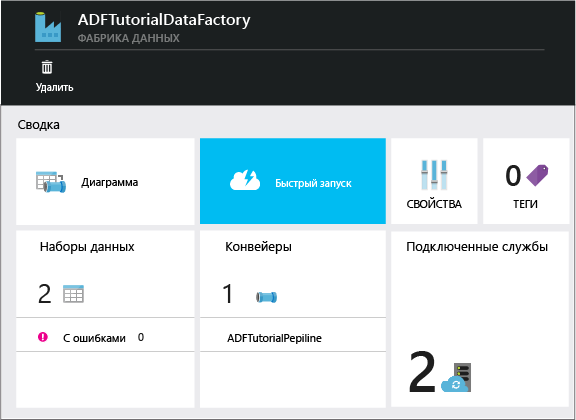 ADFTutorialDataFactory
ФАБРИКА ДАННЫХ
Удалить
Сводка
Диаграмма
Быстрый запуск
СВОЙСТВА
0
ТЕГИ
Наборы данных
2
С ошибками 0
Конвейеры
1
ADFTutorialPepiline
Подключенные службы
2